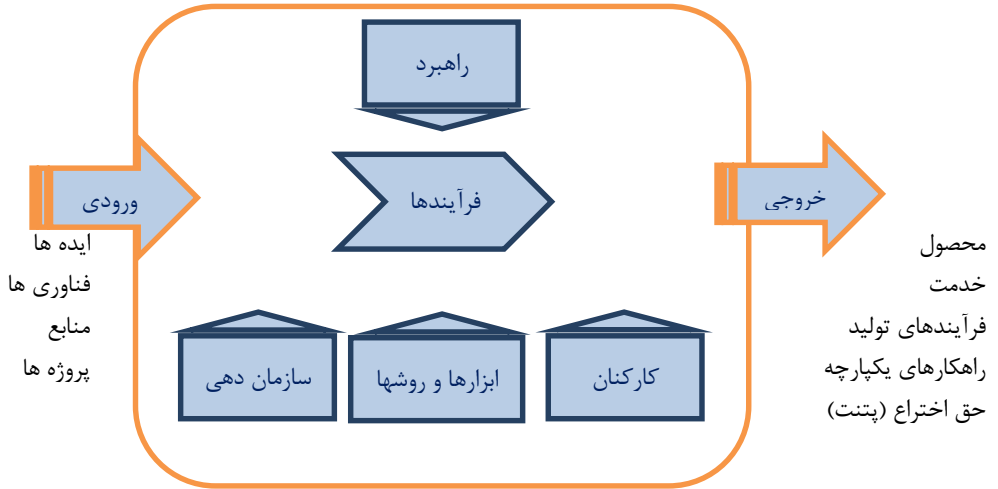 راهبرد
ورودی
فرآیندها
خروجی
ایده ها
فناوری ها
منابع
پروژه ها
محصول
خدمت
فرآیندهای تولید
راهکارهای یکپارچه
حق اختراع (پتنت)
سازمان دهی
ابزارها و روشها
کارکنان